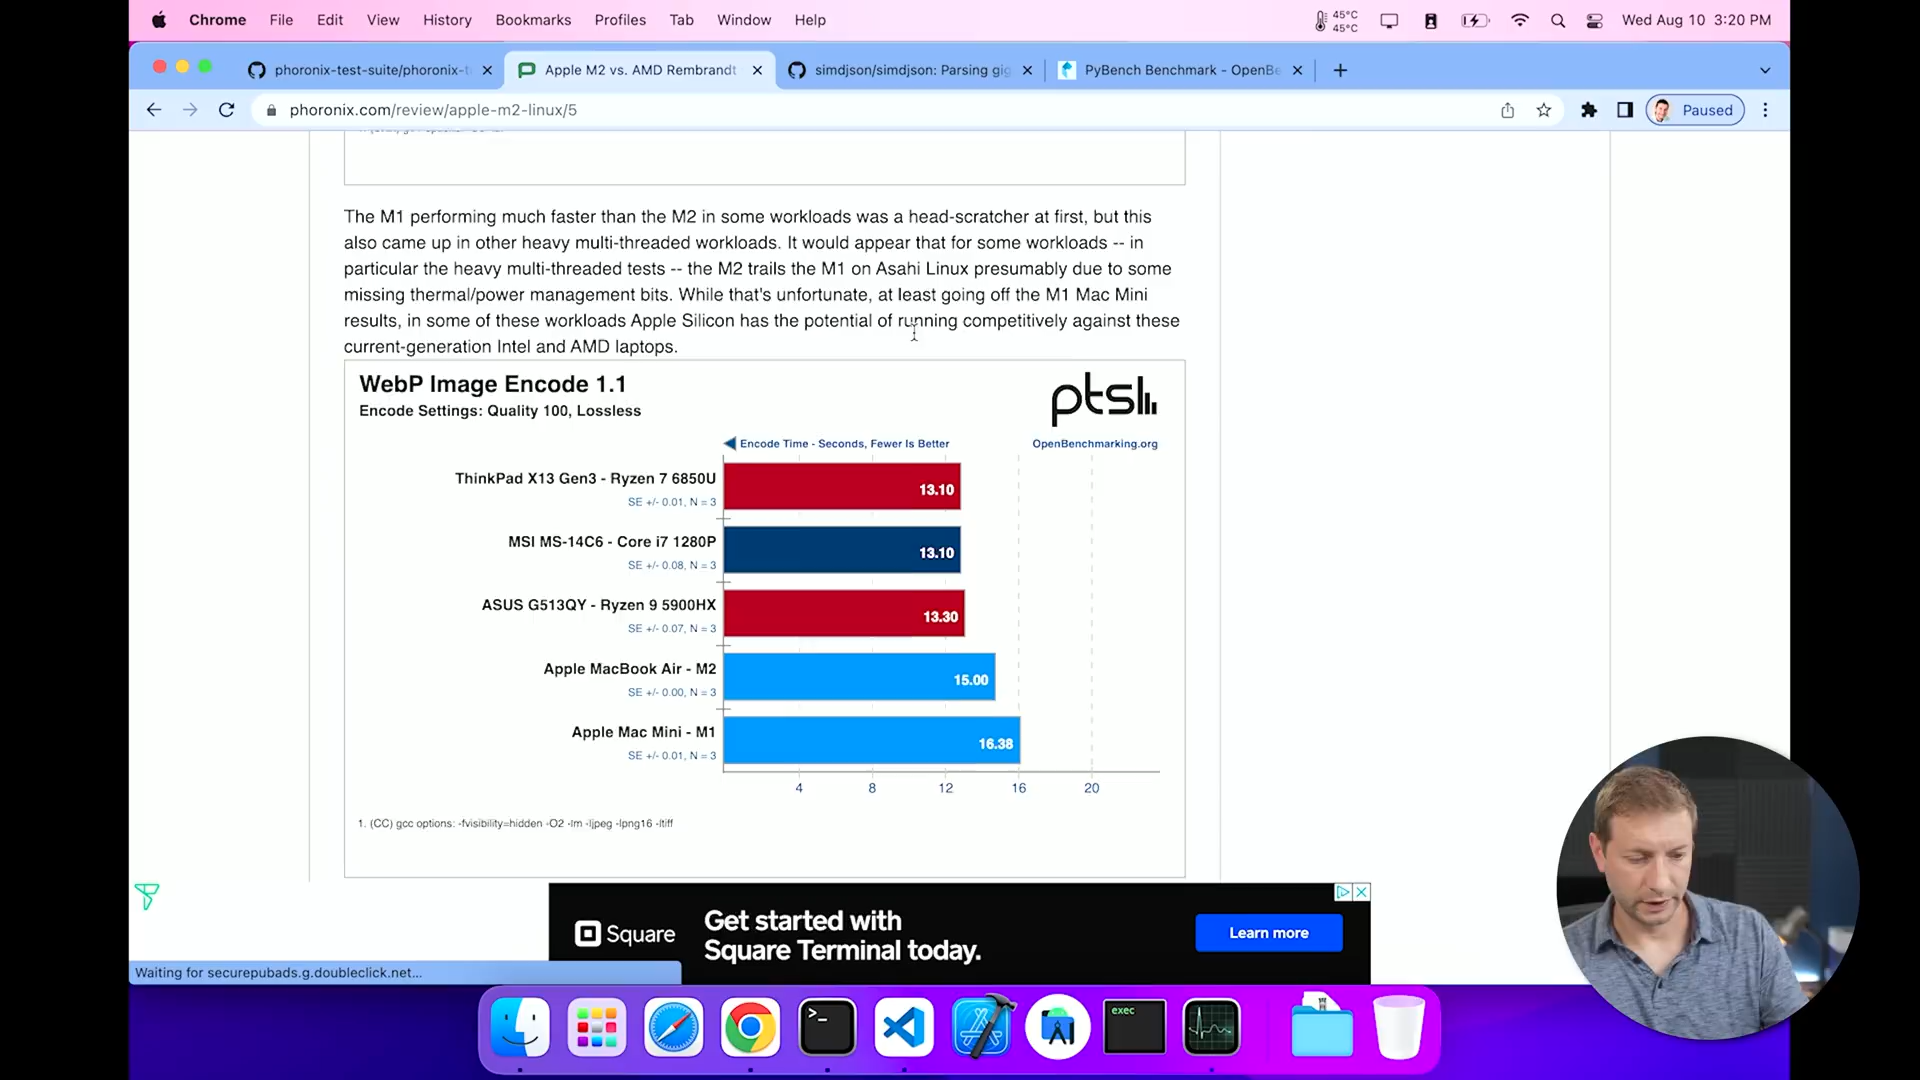 Chrome File Edit View History Bookmarks Profiles Tab Window Help
45°C
45°C
Wed Aug 10 3:20 PM
phoronix-test-suite/phoronix-t
Apple M2 vs. AMD Rembrandt
simdjson/simdjson: Parsing gig
PyBench Benchmark - OpenBe
phoronix.com/review/apple-m2-linux/5
Paused
The M1 performing much faster than the M2 in some workloads was a head-scratcher at first, but this
also came up in other heavy multi-threaded workloads. It would appear that for some workloads -- in
particular the heavy multi-threaded tests -- the M2 trails the M1 on Asahi Linux presumably due to some
missing thermal/power management bits. While that's unfortunate, at least going off the M1 Mac Mini
results, in some of these workloads Apple Silicon has the potential of running competitively against these
current-generation Intel and AMD laptops.
WebP Image Encode 1.1
Encode Settings: Quality 100, Lossless
ptsl
Encode Time - Seconds, Fewer Is Better
OpenBenchmarking.org
ThinkPad X13 Gen3 - Ryzen 7 6850U
SE +/- 0.01, N = 3
13.10
MSI MS-14C6 - Core i7 1280P
SE +/- 0.08, N = 3
13.10
ASUS G513QY - Ryzen 9 5900HX
SE +/- 0.07, N = 3
13.30
Apple MacBook Air - M2
SE +/- 0.00, N = 3
15.00
Apple Mac Mini - M1
SE +/- 0.01, N = 3
16.38
4 8 12 16 20
1. (CC) gcc options: -fvisibility=hidden -O2 -lm -ljpeg -lpng16 -ltiff
Square
Get started with
Square Terminal today.
Learn more
Waiting for securepubads.g.doubleclick.net...
exec